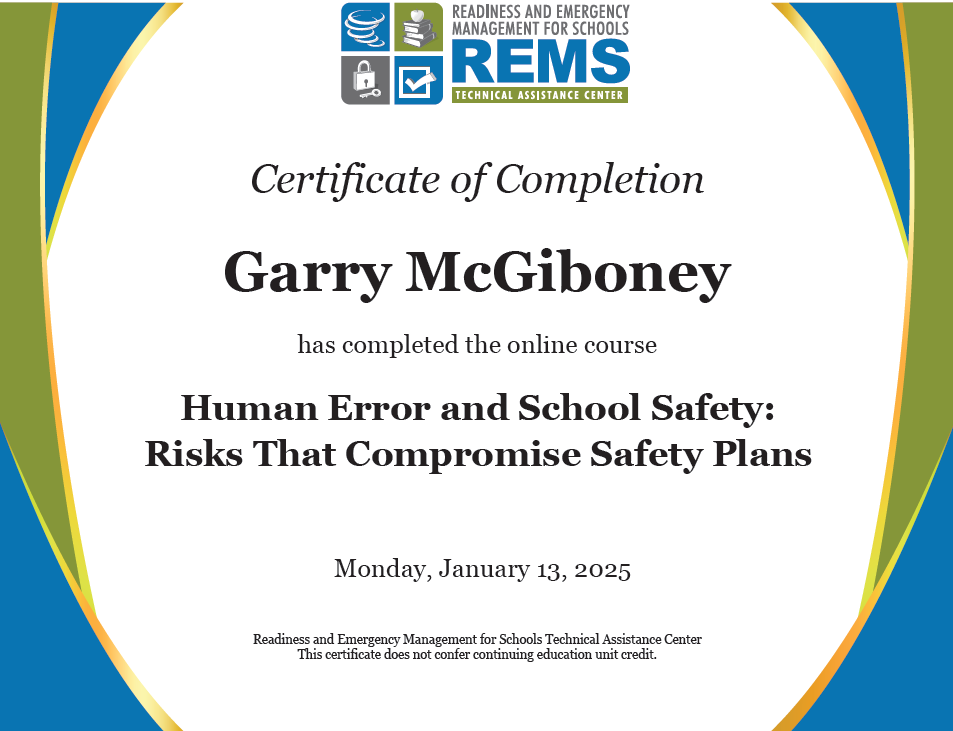 READINESS AND EMERGENCY
MANAGEMENT FOR SCHOOLS
REMS
TECHNICAL ASSISTANCE CENTER
Certificate of Completion
Garry McGiboney
has completed the online course
Human Error and School Safety:
Risks That Compromise Safety Plans
Monday, January 13, 2025
Readiness and Emergency Management for Schools Technical Assistance Center
This certificate does not confer continuing education unit credit.